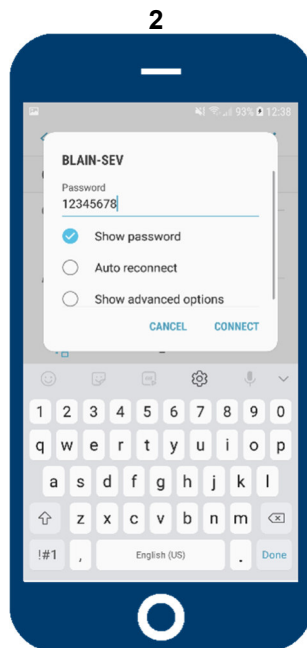 2
93% 12:38
BLAIN-SEV
Password
12345678
Show password
Auto reconnect
Show advanced options
CANCEL CONNECT
1 2 3 4 5 6 7 8 9 0
q w e r t y u i o p
a s d f g h j k l
z x c v b n m
!#1 , English (US) . Done